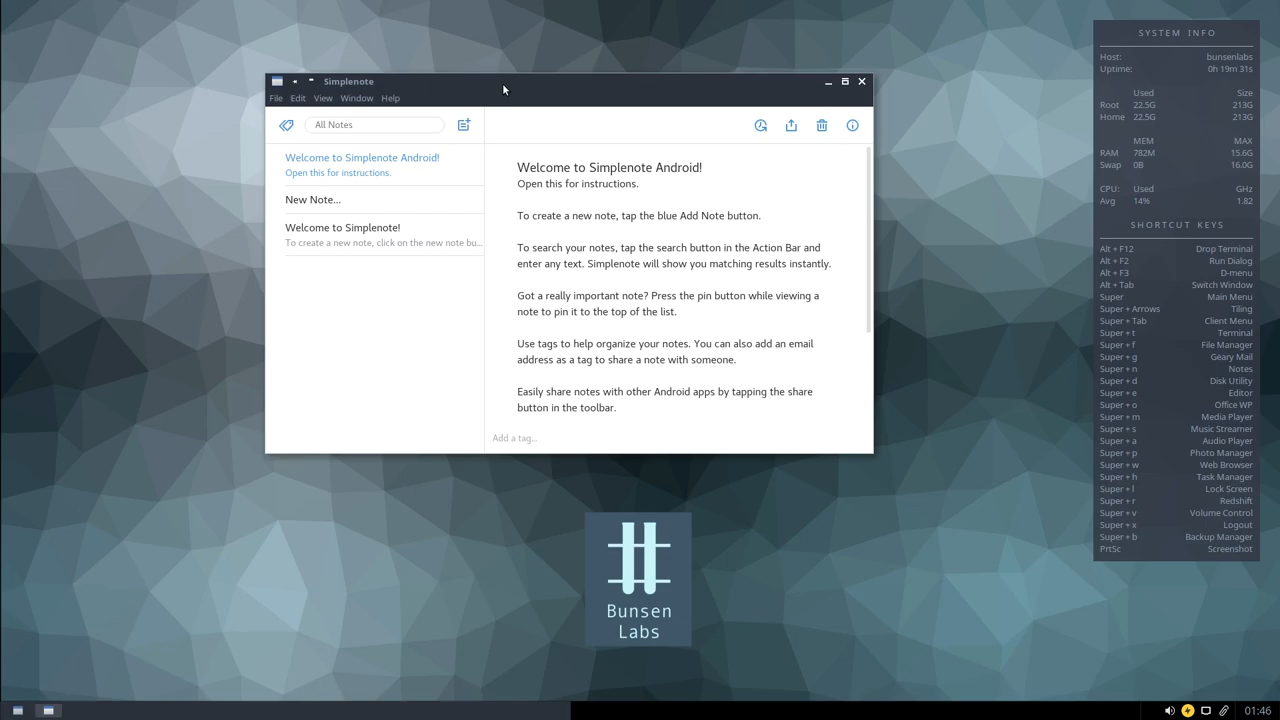 Simplenote
File Edit View Window Help
All Notes
Welcome to Simplenote Android!
Open this for instructions.
New Note...
Welcome to Simplenote!
To create a new note, click on the new note bu...
Welcome to Simplenote Android!
Open this for instructions.
To create a new note, tap the blue Add Note button.
To search your notes, tap the search button in the Action Bar and
enter any text. Simplenote will show you matching results instantly.
Got a really important note? Press the pin button while viewing a
note to pin it to the top of the list.
Use tags to help organize your notes. You can also add an email
address as a tag to share a note with someone.
Easily share notes with other Android apps by tapping the share
button in the toolbar.
Add a tag...
Bunsen
Labs
SYSTEM INFO
Host: bunsenlabs
Uptime: 0h 19m 31s
Used Size
Root 22.5G 213G
Home 22.5G 213G
MEM MAX
RAM 782M 15.6G
Swap 0B 16.0G
CPU: Used GHz
Avg 14% 1.82
SHORTCUT KEYS
Alt + F12 Drop Terminal
Alt + F2 Run Dialog
Alt + F3 D-menu
Alt + Tab Switch Window
Super Main Menu
Super + Arrows Tiling
Super + Tab Client Menu
Super + t Terminal
Super + f File Manager
Super + g Geary Mail
Super + n Notes
Super + d Disk Utility
Super + e Editor
Super + o Office WP
Super + m Media Player
Super + s Music Streamer
Super + a Audio Player
Super + p Photo Manager
Super + w Web Browser
Super + h Task Manager
Super + l Lock Screen
Super + r Redshift
Super + v Volume Control
Super + x Logout
Super + b Backup Manager
PrtSc Screenshot
01:46